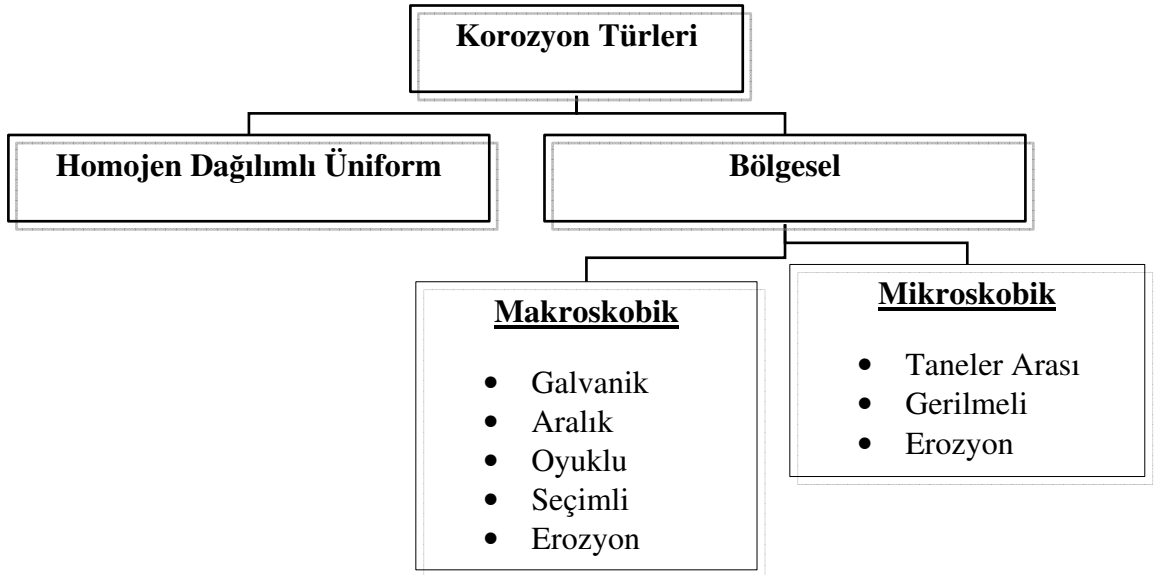 Korozyon Türleri
Homojen Dağılımlı Üniform
Bölgesel
Makroskobik
• Galvanik
• Aralık
• Oyuklu
• Seçimli
• Erozyon
Mikroskobik
• Taneler Arası
• Gerilmeli
• Erozyon